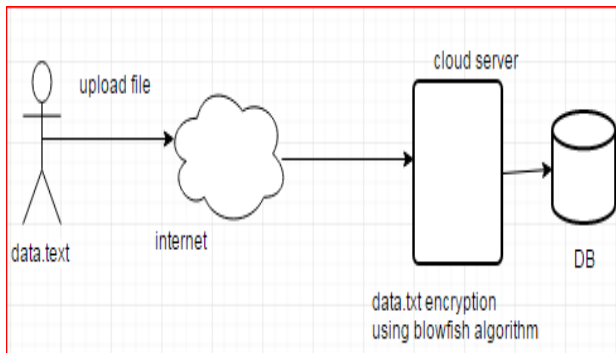 cloud server
upload file
internet
data.text
DB
data.txt encryption
using blowfish algorithm